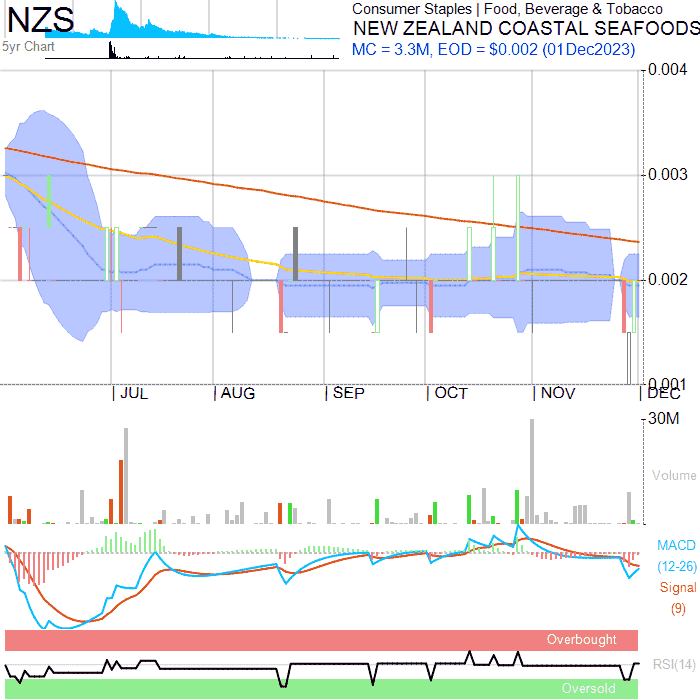 NZS
Consumer Staples | Food, Beverage & Tobacco
NEW ZEALAND COASTAL SEAFOODS
5yr Chart
MC = 3.3M, EOD = $0.002 (01Dec2023)
0.004
0.003
0.002
0.001
JUL AUG SEP OCT NOV DEC
30M
Volume
MACD
(12-26)
Signal
(9)
Overbought
RSI(14)
Oversold